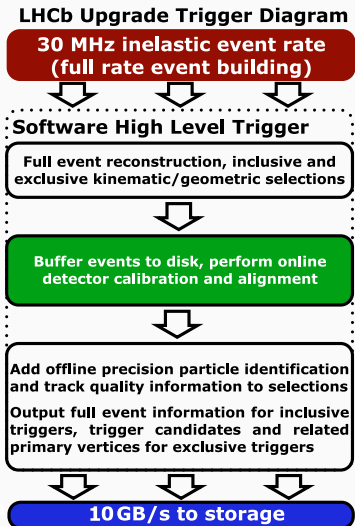 LHCb Upgrade Trigger Diagram
30 MHz inelastic event rate
(full rate event building)
Software High Level Trigger
Full event reconstruction, inclusive and
exclusive kinematic/geometric selections
Buffer events to disk, perform online
detector calibration and alignment
Add offline precision particle identification
and track quality information to selections
Output full event information for inclusive
triggers, trigger candidates and related
primary vertices for exclusive triggers
10GB/s to storage